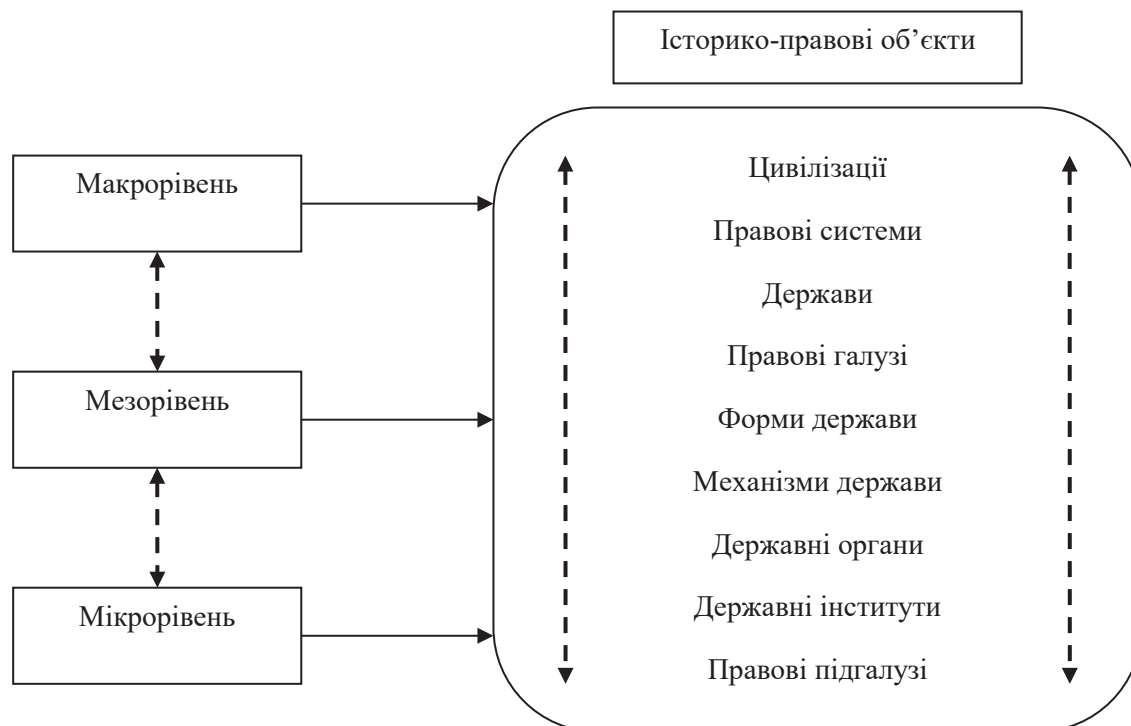 Історико-правові об’єкти
Макрорівень
Мезорівень
Мікрорівень
Цивілізації
Правові системи
Держави
Правові галузі
Форми держави
Механізми держави
Державні органи
Державні інститути
Правові підгалузі